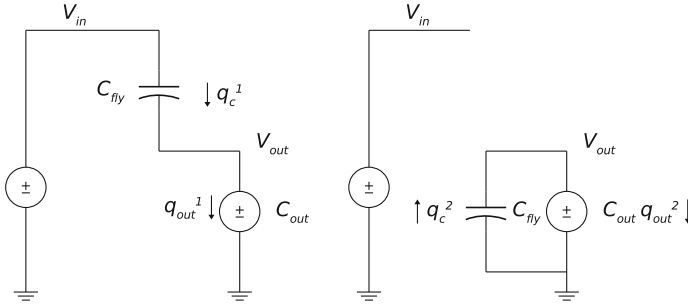 V_in
C_fly
q_c^1
V_out
q_out^1
C_out
±
±
V_in
V_out
q_c^2
C_fly
C_out q_out^2
±
±